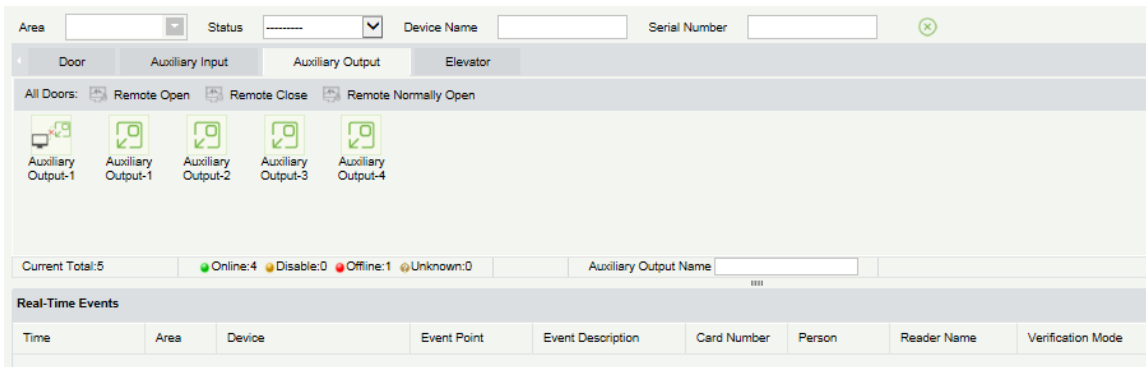 Area Status --------- Device Name Serial Number
Door Auxiliary Input Auxiliary Output Elevator
All Doors: Remote Open Remote Close Remote Normally Open
Auxiliary Output-1 Auxiliary Output-1 Auxiliary Output-2 Auxiliary Output-3 Auxiliary Output-4
Current Total:5 Online:4 Disable:0 Offline:1 Unknown:0 Auxiliary Output Name
Real-Time Events
Time Area Device Event Point Event Description Card Number Person Reader Name Verification Mode